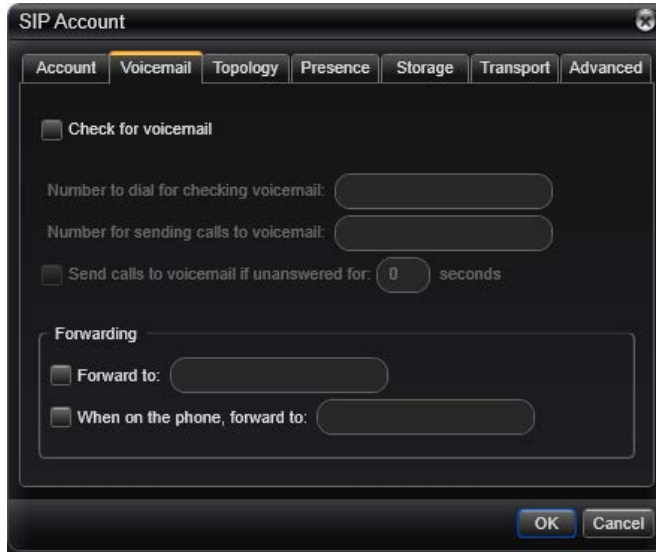 SIP Account
Account Voicemail Topology Presence Storage Transport Advanced
Check for voicemail
Number to dial for checking voicemail:
Number for sending calls to voicemail:
Send calls to voicemail if unanswered for: 0 seconds
Forwarding
Forward to:
When on the phone, forward to:
OK Cancel